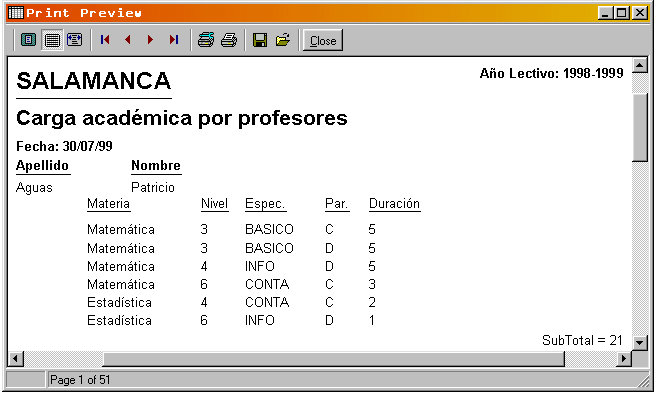 Print Preview
Close
SALAMANCA
Año Lectivo: 1998-1999
Carga académica por profesores
Fecha: 30/07/99
Apellido Nombre
Aguas Patricio
Materia Nivel Espec. Par. Duración
Matemática 3 BASICO C 5
Matemática 3 BASICO D 5
Matemática 4 INFO D 5
Matemática 6 CONTA C 3
Estadística 4 CONTA C 2
Estadística 6 INFO D 1
SubTotal = 21
Page 1 of 51